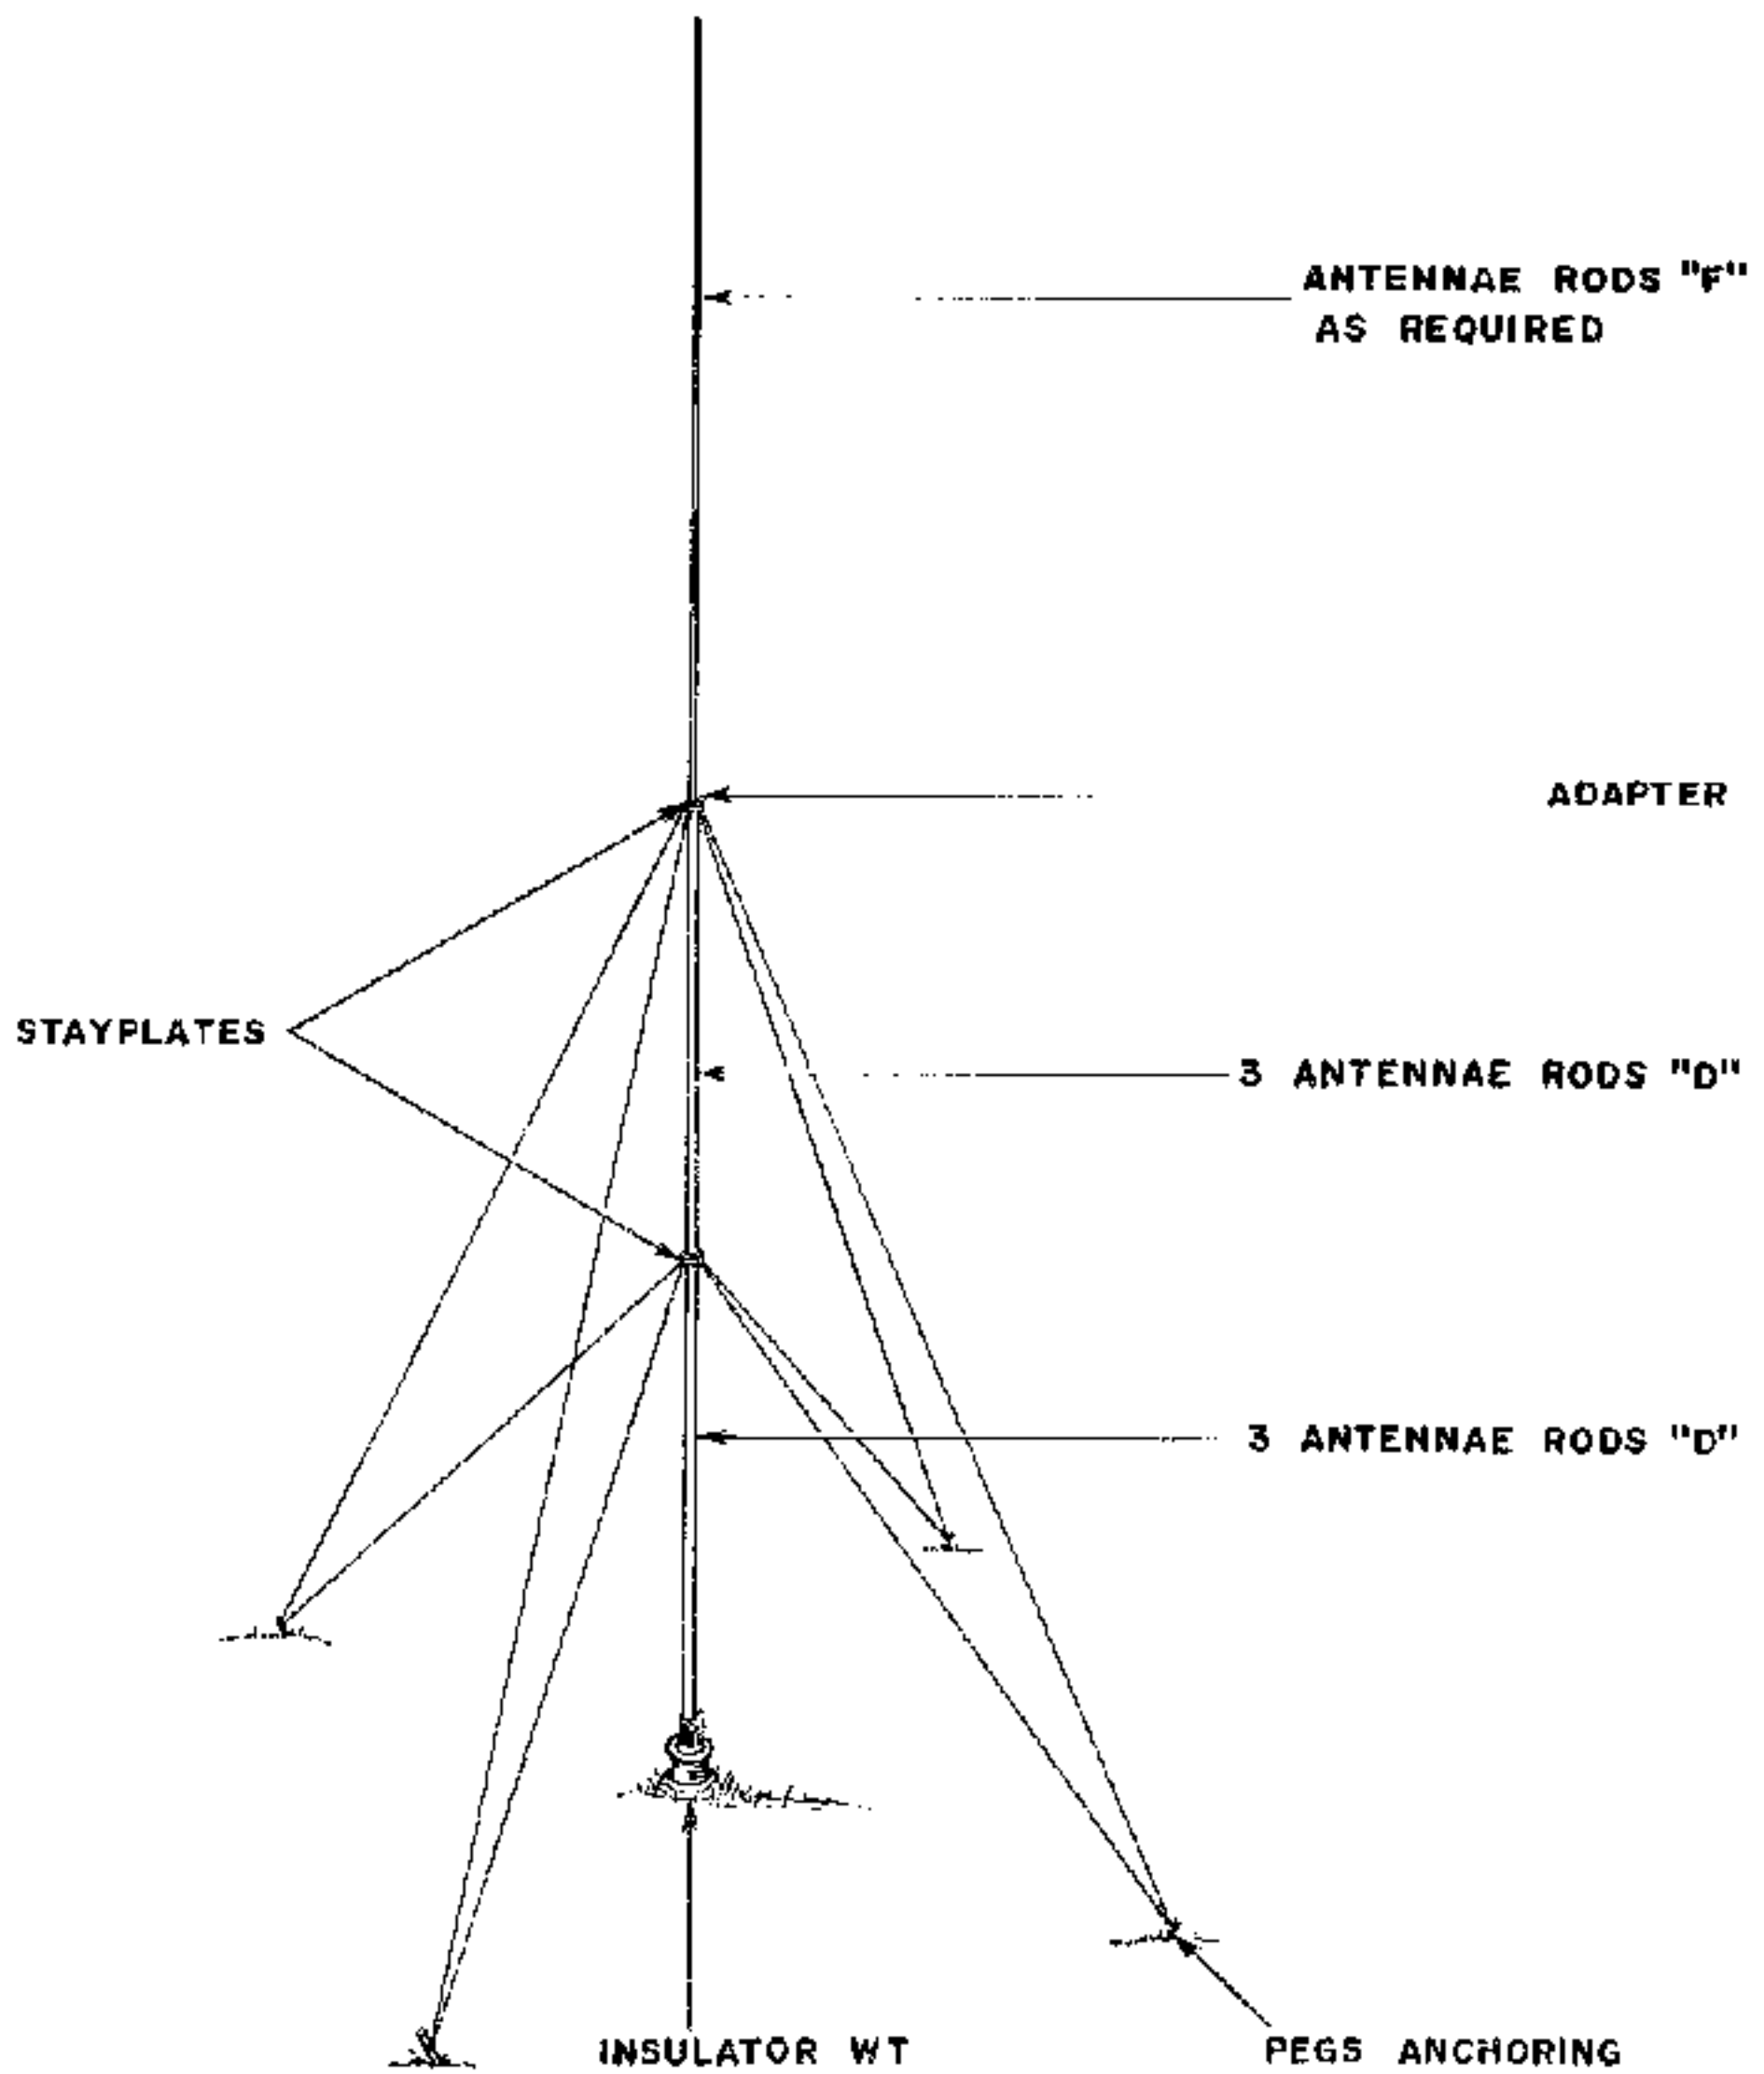 ANTENNAE RODS "F"
AS REQUIRED
ADAPTER
STAYPLATES
3 ANTENNAE RODS "D"
3 ANTENNAE RODS "D"
INSULATOR WT
PEGS ANCHORING